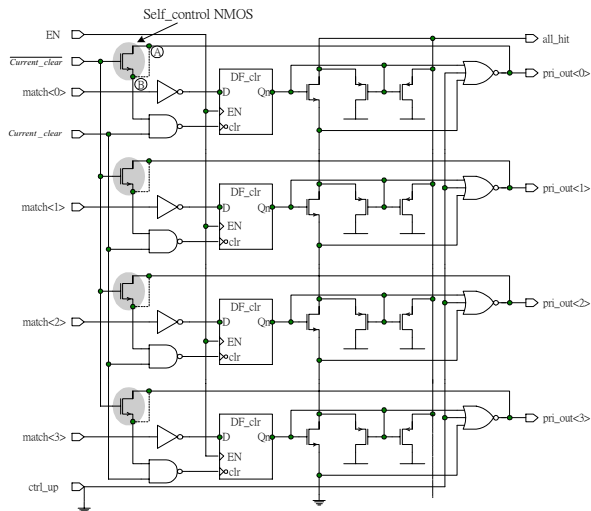 Self_control NMOS
EN
all_hit
Current_clear
A
pri_out<0>
B
DF_clr
match<0>
D
Qn
EN
Current_clear
clr
DF_clr
pri_out<1>
match<1>
D
Qn
EN
clr
DF_clr
pri_out<2>
match<2>
D
Qn
EN
clr
DF_clr
pri_out<3>
match<3>
D
Qn
EN
clr
ctrl_up